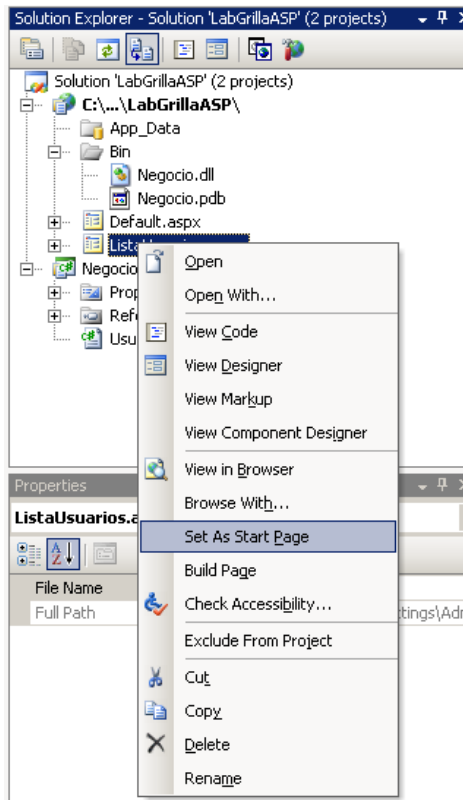 Solution Explorer - Solution 'LabGrillaASP' (2 projects)
Solution 'LabGrillaASP' (2 projects)
C:\...\LabGrillaASP\
App_Data
Bin
Negocio.dll
Negocio.pdb
Default.aspx
Negocio
Open
Open With...
View Code
View Designer
View Markup
View Component Designer
View in Browser
Browse With...
Set As Start Page
Build Page
Check Accessibility...
Exclude From Project
Cut
Copy
Delete
Rename
Properties
ListaUsuarios.a
File Name
Full Path